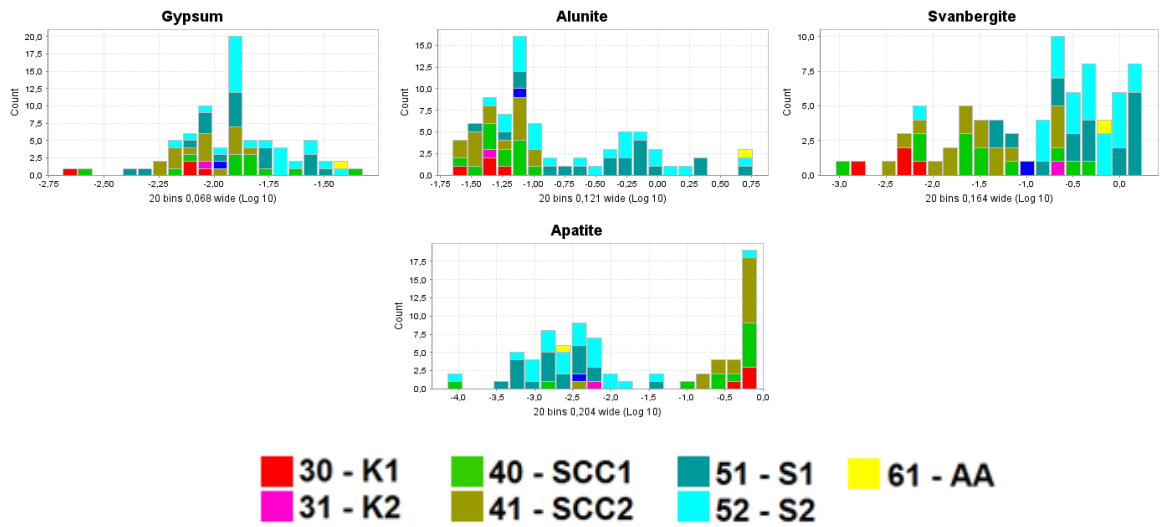 Gypsum
Count
20,0
17,5
15,0
12,5
10,0
7,5
5,0
2,5
0,0
-2,75 -2,50 -2,25 -2,00 -1,75 -1,50
20 bins 0,068 wide (Log 10)
Alunite
Count
15,0
12,5
10,0
7,5
5,0
2,5
0,0
-1,75 -1,50 -1,25 -1,00 -0,75 -0,50 -0,25 0,00 0,25 0,50 0,75
20 bins 0,121 wide (Log 10)
Svanbergite
Count
10,0
7,5
5,0
2,5
0,0
-3,0 -2,5 -2,0 -1,5 -1,0 -0,5 0,0
20 bins 0,164 wide (Log 10)
Apatite
Count
17,5
15,0
12,5
10,0
7,5
5,0
2,5
0,0
-4,0 -3,5 -3,0 -2,5 -2,0 -1,5 -1,0 -0,5 0,0
20 bins 0,204 wide (Log 10)
30 - K1 40 - SCC1 51 - S1 61 - AA
31 - K2 41 - SCC2 52 - S2